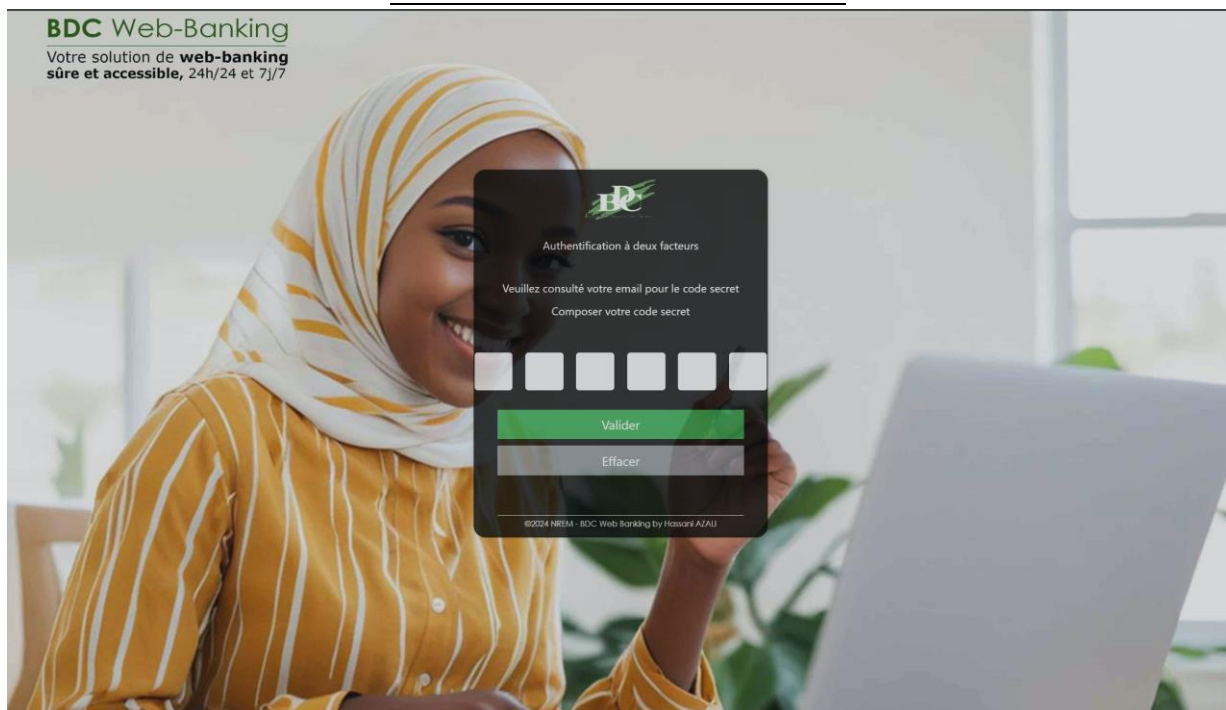 BDC Web-Banking
Votre solution de web-banking
sûre et accessible, 24h/24 et 7j/7
BDC
Authentification à deux facteurs
Veuillez consulté votre email pour le code secret
Composer votre code secret
Valider
Effacer
©2024 NREM - BDC Web Banking by Hassani AZALI